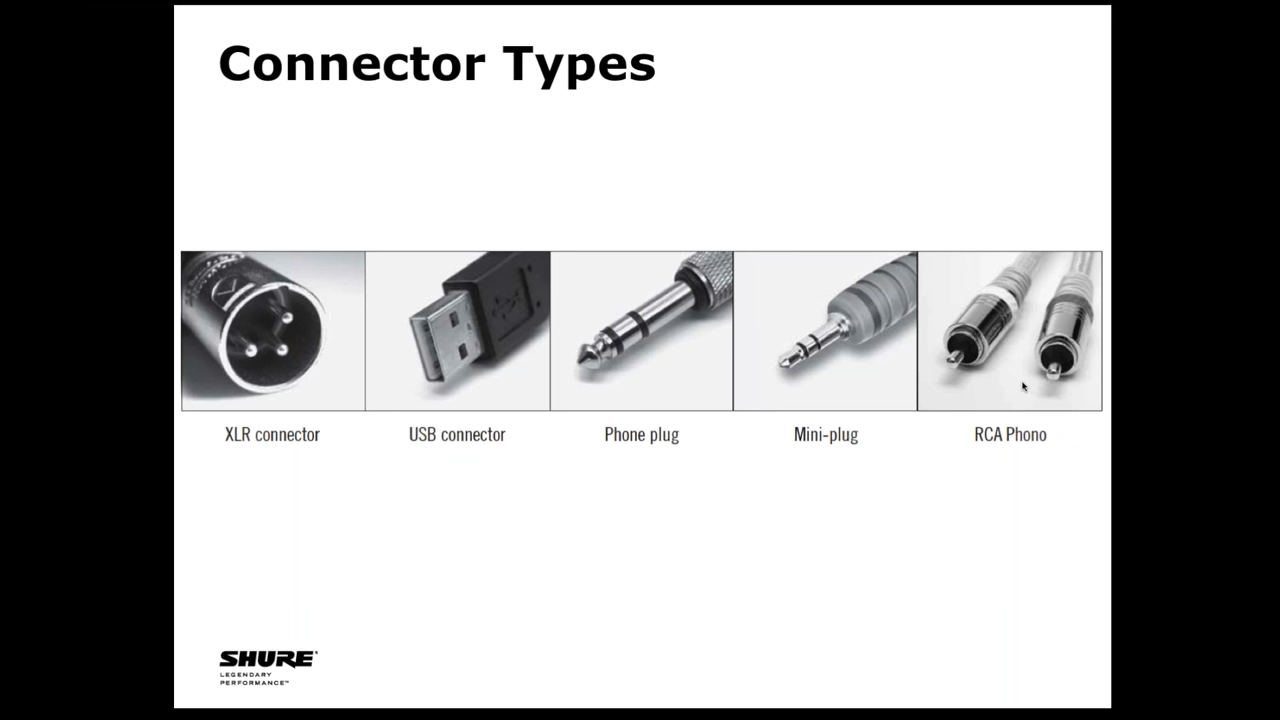 Connector Types
XLR connector
USB connector
Phone plug
Mini-plug
RCA Phono
SHURE
LEGENDARY
PERFORMANCE™